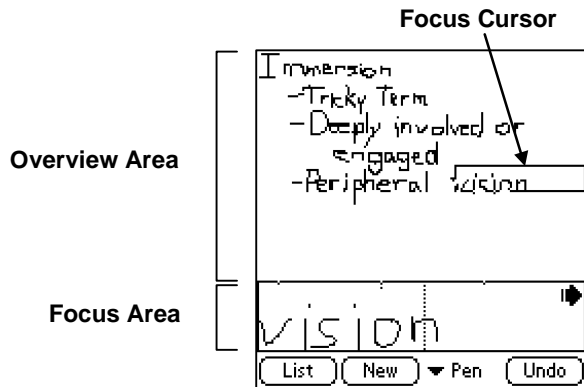 Focus Cursor
Immersion
-Tricky Term
-Deeply involved or
engaged
-Peripheral vision
Overview Area
Focus Area
vision
List New Pen Undo